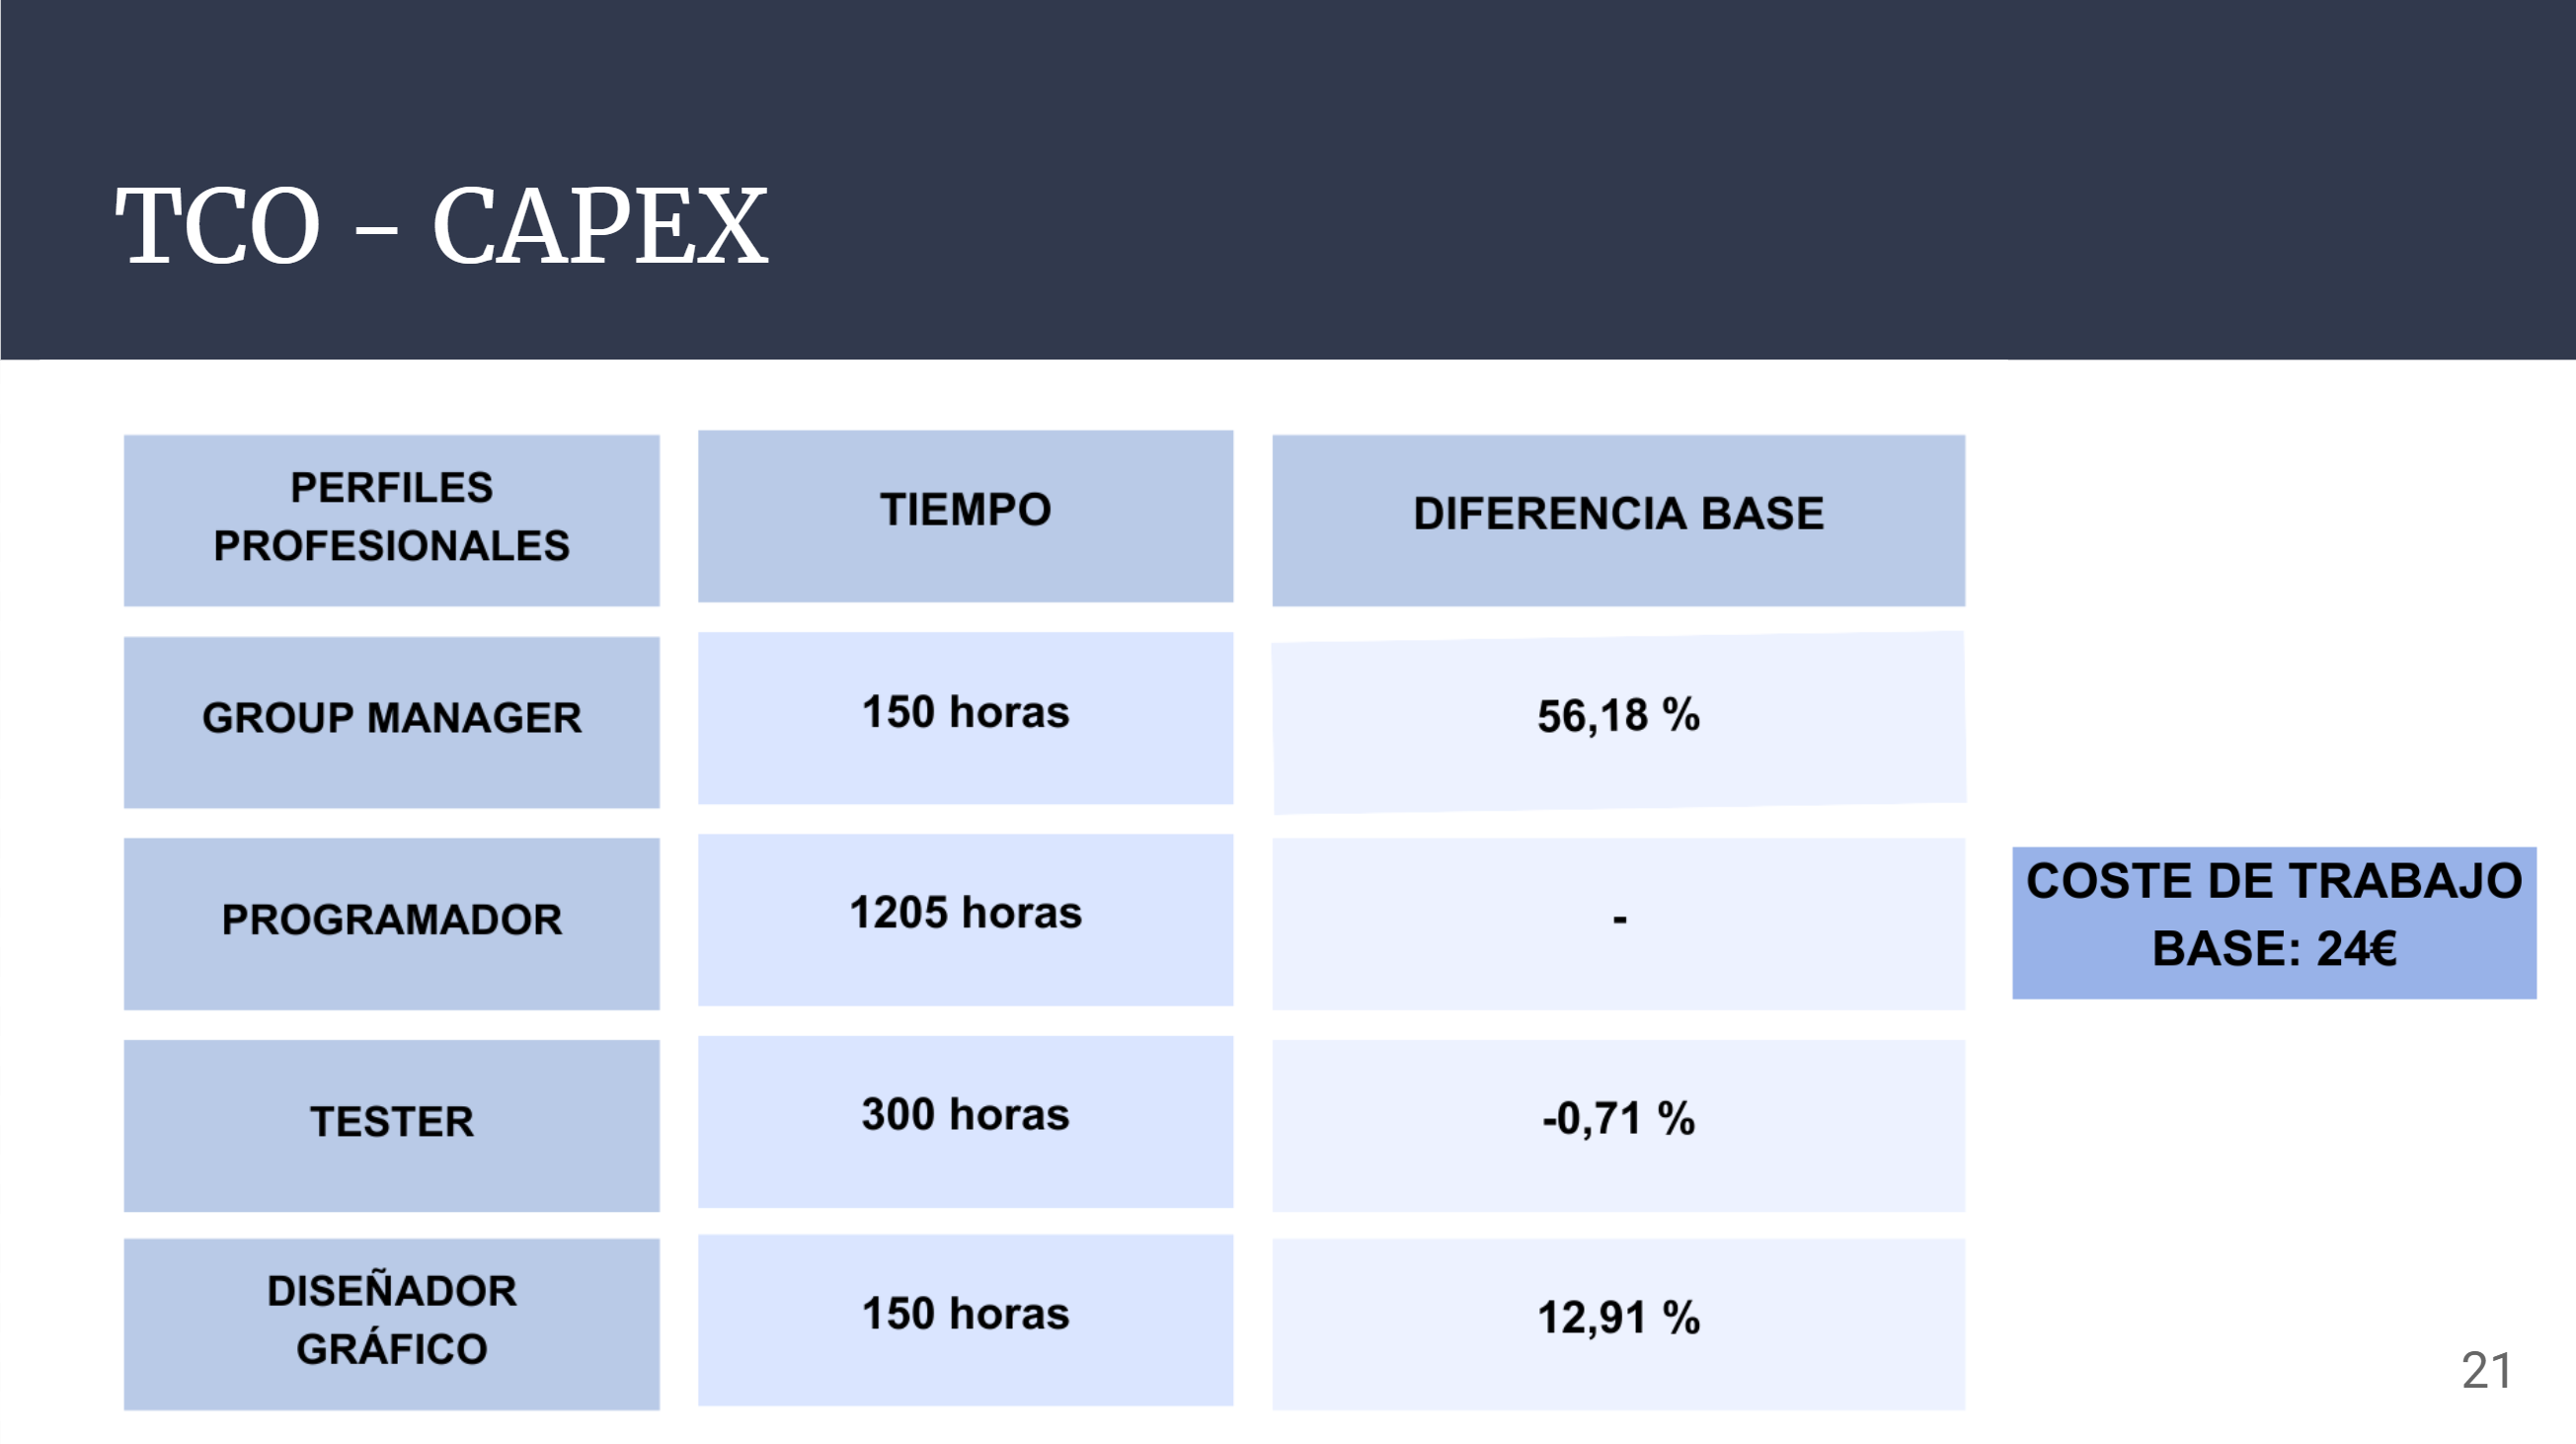 TCO - CAPEX
PERFILES
PROFESIONALES
TIEMPO
DIFERENCIA BASE
GROUP MANAGER
150 horas
56,18 %
PROGRAMADOR
1205 horas
-
COSTE DE TRABAJO
BASE: 24€
TESTER
300 horas
-0,71 %
DISEÑADOR
GRÁFICO
150 horas
12,91 %
21